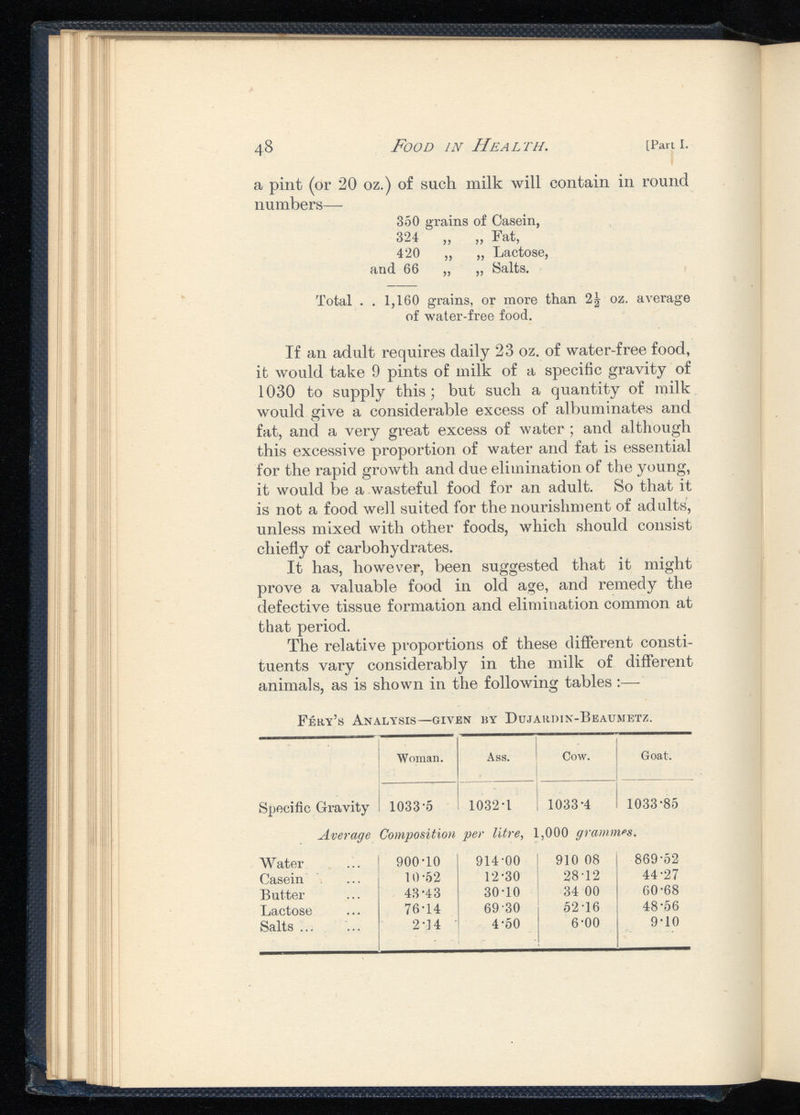 48 FOOD IN HEALTH. [Part I.
a pint (or 20 oz.) of such milk will contain in round
numbers—
350 grains of Casein,
324 „ „ Fat,
420 „ „ Lactose,
and 66 „ „ Salts.
Total . . 1,160 grains, or more than 2½ oz. average
of water-free food.
If an adult requires daily 23 oz. of water-free food,
it would take 9 pints of milk of a specific gravity of
1030 to supply this ; but such a quantity of milk
would give a considerable excess of albuminates and
fat, and a very great excess of water ; and although
this excessive proportion of water and fat is essential
for the rapid growth and due elimination of the young,
it would be a wasteful food for an adult. So that it
is not a food well suited for the nourishment of adults,
unless mixed with other foods, which should consist
chiefly of carbohydrates.
It has, however, been suggested that it might
prove a valuable food in old age, and remedy the
defective tissue formation and elimination common at
that period.
The relative proportions of these different consti-
tuents vary considerably in the milk of different
animals, as is shown in the following tables :—
FÉRY'S ANALYSIS—GIVEN BY DUJARDIN-BEAUMETZ.
Woman. Ass. Cow. Goat.
Specific Gravity 1033·5 1032·1 1033·4 1033·85
Average Composition per litre, 1,000 grammes.
Water ... 900·10 914·00 910 08 869·52
Casein ... 10·52 12·30 28·12 44·27
Butter ... 43·43 30·10 34 00 60·68
Lactose ... 76·14 69·30 52·16 48·56
Salts ... ... 2·14 4·50 6·00 9·10